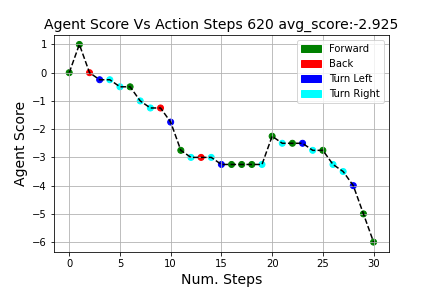 Agent Score Vs Action Steps 620 avg_score:-2.925
Forward
Back
Turn Left
Turn Right
Agent Score
1
0
−1
−2
−3
−4
−5
−6
0 5 10 15 20 25 30
Num. Steps